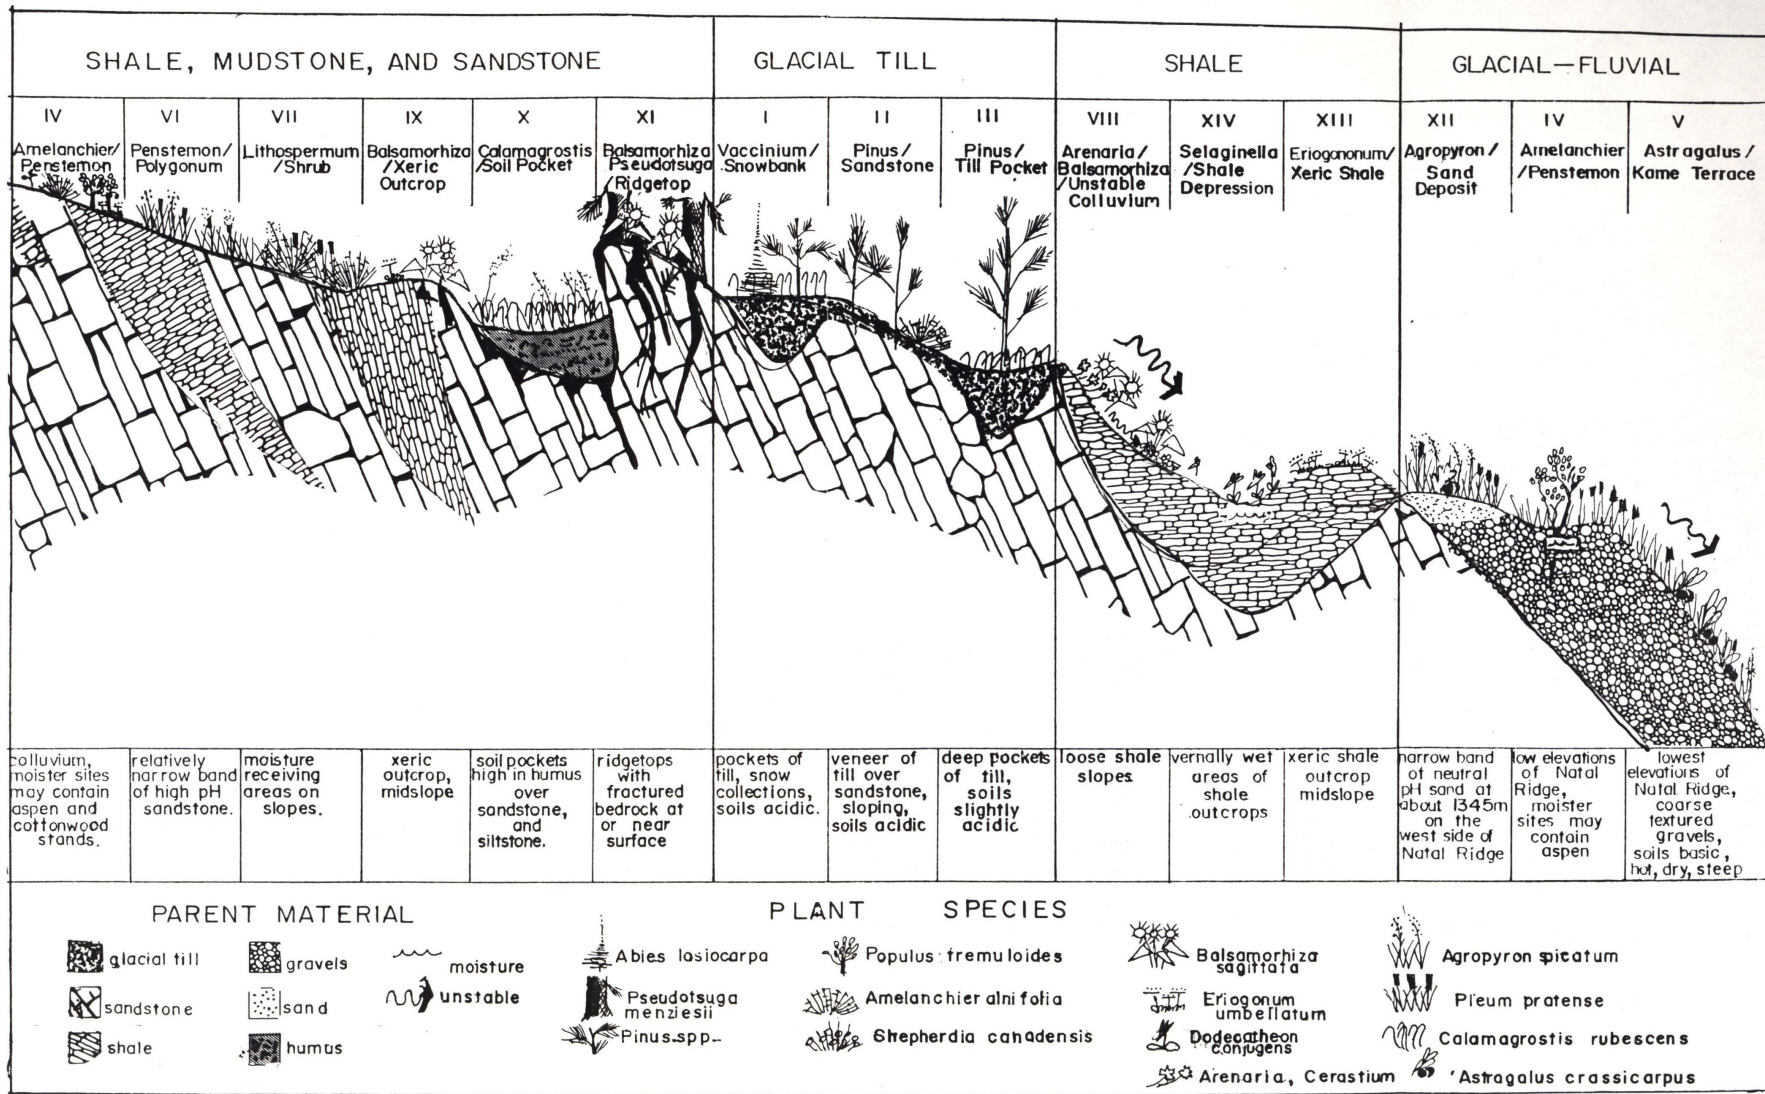 SHALE, MUDSTONE, AND SANDSTONE
GLACIAL TILL
SHALE
GLACIAL—FLUVIAL
IV
Amelanchier/
Penstemon
VI
Penstemon/
Polygonum
VII
Lithospermum
/Shrub
IX
Balsamorhiza
/Xeric
Outcrop
X
Calamagrostis
/Soil Pocket
XI
Balsamorhiza
Pseudotsuga
/Ridgetop
I
Vaccinium/
Snowbank
II
Pinus/
Sandstone
III
Pinus/
Till Pocket
VIII
Arenaria/
Balsamorhiza
/Unstable
Colluvium
XIV
Selaginella
/Shale
Depression
XIII
Eriogononum/
Xeric Shale
XII
Agropyron/
Sand
Deposit
IV
Amelanchier
/Penstemon
V
Astragalus/
Kame Terrace
colluvium,
moister sites
may contain
aspen and
cottonwood
stands.
relatively
narrow band
of high pH
sandstone.
moisture
receiving
areas on
slopes.
xeric
outcrop,
midslope
soil pockets
high in humus
over
sandstone,
and
siltstone.
ridgetops
with
fractured
bedrock at
or near
surface
pockets of
till, snow
collections,
soils acidic.
veneer of
till over
sandstone,
sloping,
soils acidic
deep pockets
of till,
soils
slightly
acidic
loose shale
slopes
vernally wet
areas of
shale
outcrops
xeric shale
outcrop
midslope
narrow band
of neutral
pH sand at
about 1345m
on the
west side of
Natal Ridge
low elevations
of Natal
Ridge,
moister
sites may
contain
aspen
lowest
elevations of
Natal Ridge,
coarse
textured
gravels,
soils basic,
hot, dry, steep
PARENT MATERIAL
glacial till
sandstone
shale
gravels
sand
humus
moisture
unstable
PLANT SPECIES
Abies lasiocarpa
Pseudotsuga
menziesii
Pinus spp.
Populus fremuloides
Amelanchier alnifolia
Shepherdia canadensis
Balsamorhiza
sagittata
Eriogonum
umbellatum
Dodecatheon
conjugens
Arenaria, Cerastium
Agropyron spicatum
Pleum pratense
Calamagrostis rubescens
Astragalus crassicarpus